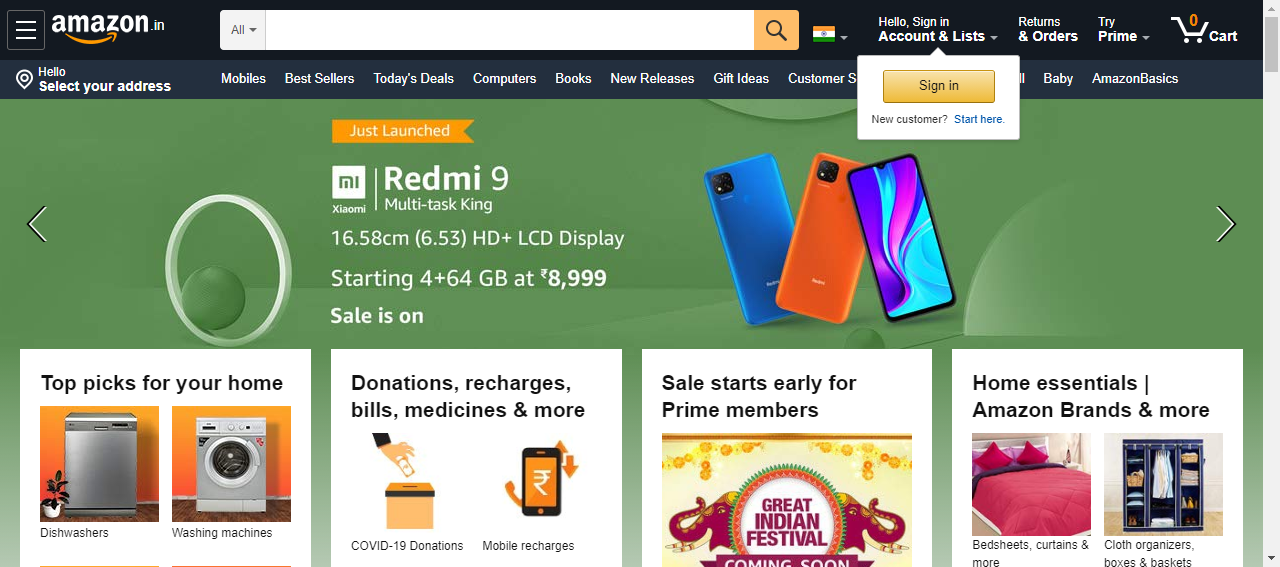 amazon.in
All
Hello, Sign in
Account & Lists
Returns
& Orders
Try
Prime
0
Cart
Hello
Select your address
Mobiles
Best Sellers
Today's Deals
Computers
Books
New Releases
Gift Ideas
Customer S
ll
Baby
AmazonBasics
Sign in
New customer? Start here.
Just Launched
mi
Xiaomi
Redmi 9
Multi-task King
16.58cm (6.53) HD+ LCD Display
Starting 4+64 GB at ₹8,999
Sale is on
Redmi
Redmi
Top picks for your home
Dishwashers
Washing machines
Donations, recharges,
bills, medicines & more
₹
COVID-19 Donations
Mobile recharges
Sale starts early for
Prime members
GREAT
INDIAN
FESTIVAL
COMING SOON
Home essentials |
Amazon Brands & more
Bedsheets, curtains &
more
Cloth organizers,
boxes & baskets